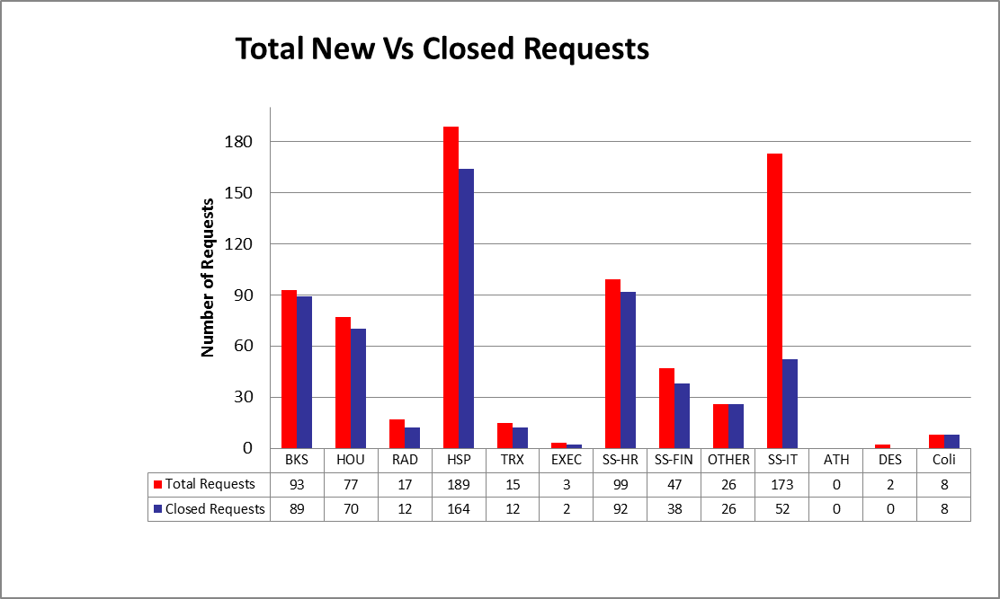 Total New Vs Closed Requests
Number of Requests
180
150
120
90
60
30
0
BKS HOU RAD HSP TRX EXEC SS-HR SS-FIN OTHER SS-IT ATH DES Coli
Total Requests 93 77 17 189 15 3 99 47 26 173 0 2 8
Closed Requests 89 70 12 164 12 2 92 38 26 52 0 0 8